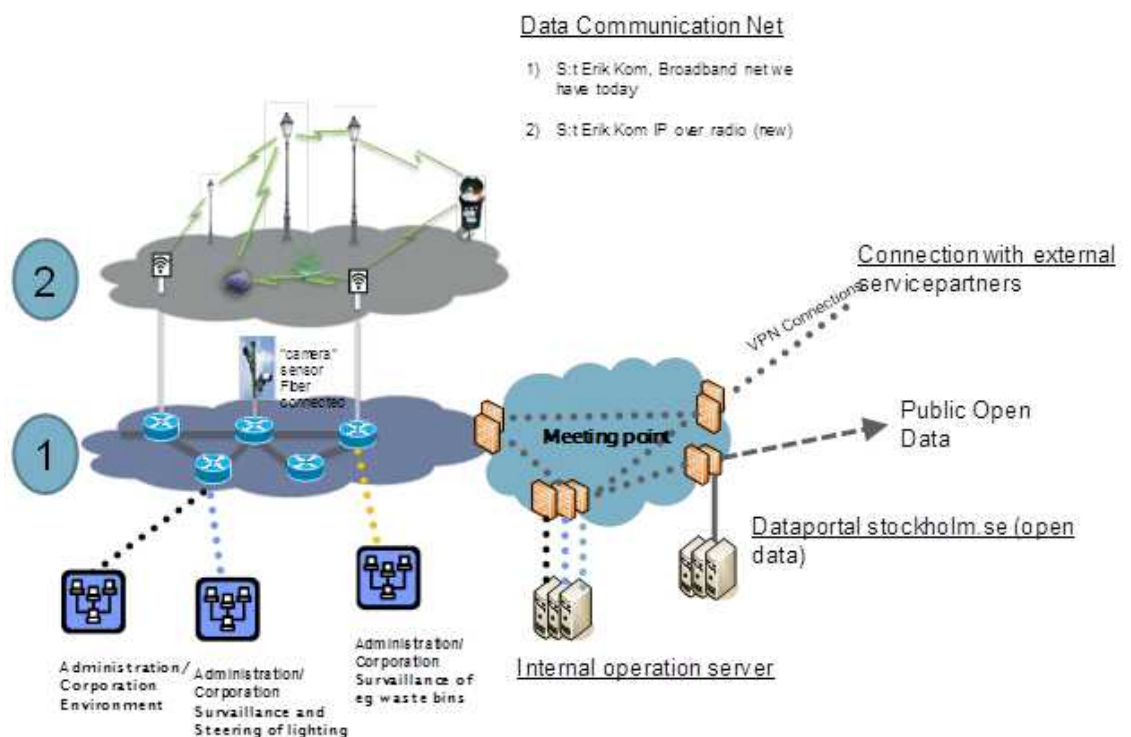 Data Communication Net
1) S:t Erik Kom, Broadband net we
have today
2) S:t Erik Kom IP over radio (new)
2
Connection with external
servicepartners
VPN Connections
"camera"
sensor
Fiber
connected
1
Meeting point
Public Open
Data
Dataportal stockholm.se (open
data)
Internal operation server
Administration/
Corporation
Environment
Administration/
Corporation
Survaillance and
Steering of lighting
Administration/
Corporation
Survaillance of
eg waste bins